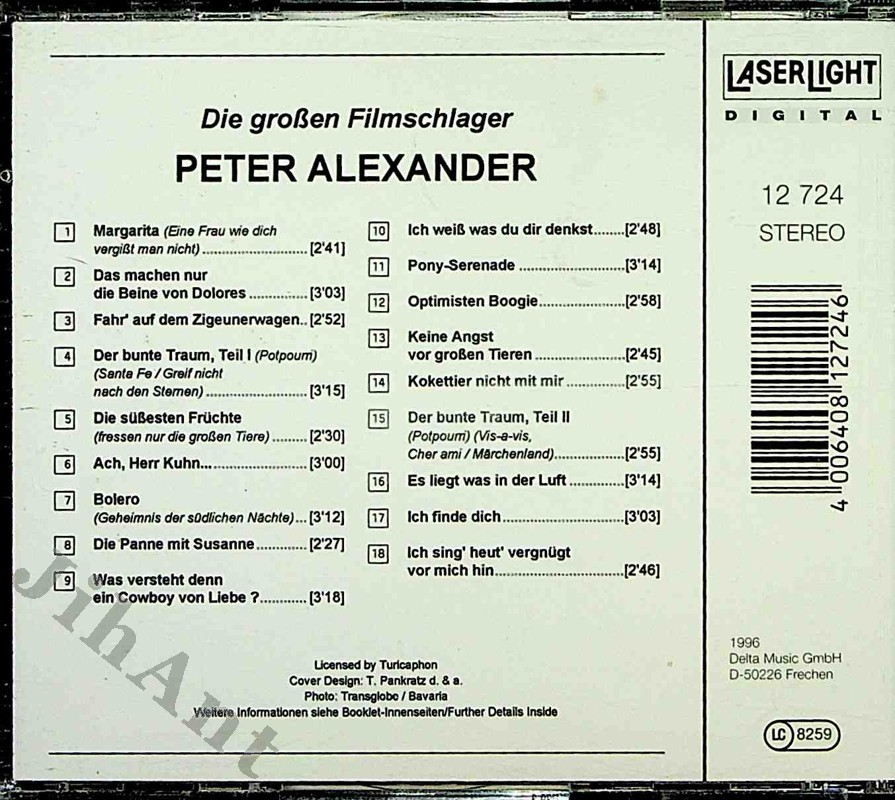 Die großen Filmschlager
PETER ALEXANDER
1 Margarita (Eine Frau wie dich
vergißt man nicht) [2'41]
2 Das machen nur
die Beine von Dolores [3'03]
3 Fahr' auf dem Zigeunerwagen.. [2'52]
4 Der bunte Traum, Teil I (Potpourri)
(Santa Fe / Greif nicht
nach den Sternen) [3'15]
5 Die süßesten Früchte
(fressen nur die großen Tiere) [2'30]
6 Ach, Herr Kuhn... [3'00]
7 Bolero
(Geheimnis der südlichen Nächte) [3'12]
8 Die Panne mit Susanne [2'27]
9 Was versteht denn
ein Cowboy von Liebe ? [3'18]
10 Ich weiß was du dir denkst [2'48]
11 Pony-Serenade [3'14]
12 Optimisten Boogie [2'58]
13 Keine Angst
vor großen Tieren [2'45]
14 Kokettier nicht mit mir [2'55]
15 Der bunte Traum, Teil II
(Potpourri) (Vis-a-vis,
Cher ami / Märchenland) [2'55]
16 Es liegt was in der Luft [3'14]
17 Ich finde dich [3'03]
18 Ich sing' heut' vergnügt
vor mich hin [2'46]
Licensed by Turicaphon
Cover Design: T. Pankratz d. & a.
Photo: Transglobo / Bavaria
Weitere Informationen siehe Booklet-Innenseiten/Further Details Inside
LASERLIGHT
DIGITAL
12 724
STEREO
4 006408 127246
1996
Delta Music GmbH
D-50226 Frechen
LC 8259
JihAnt